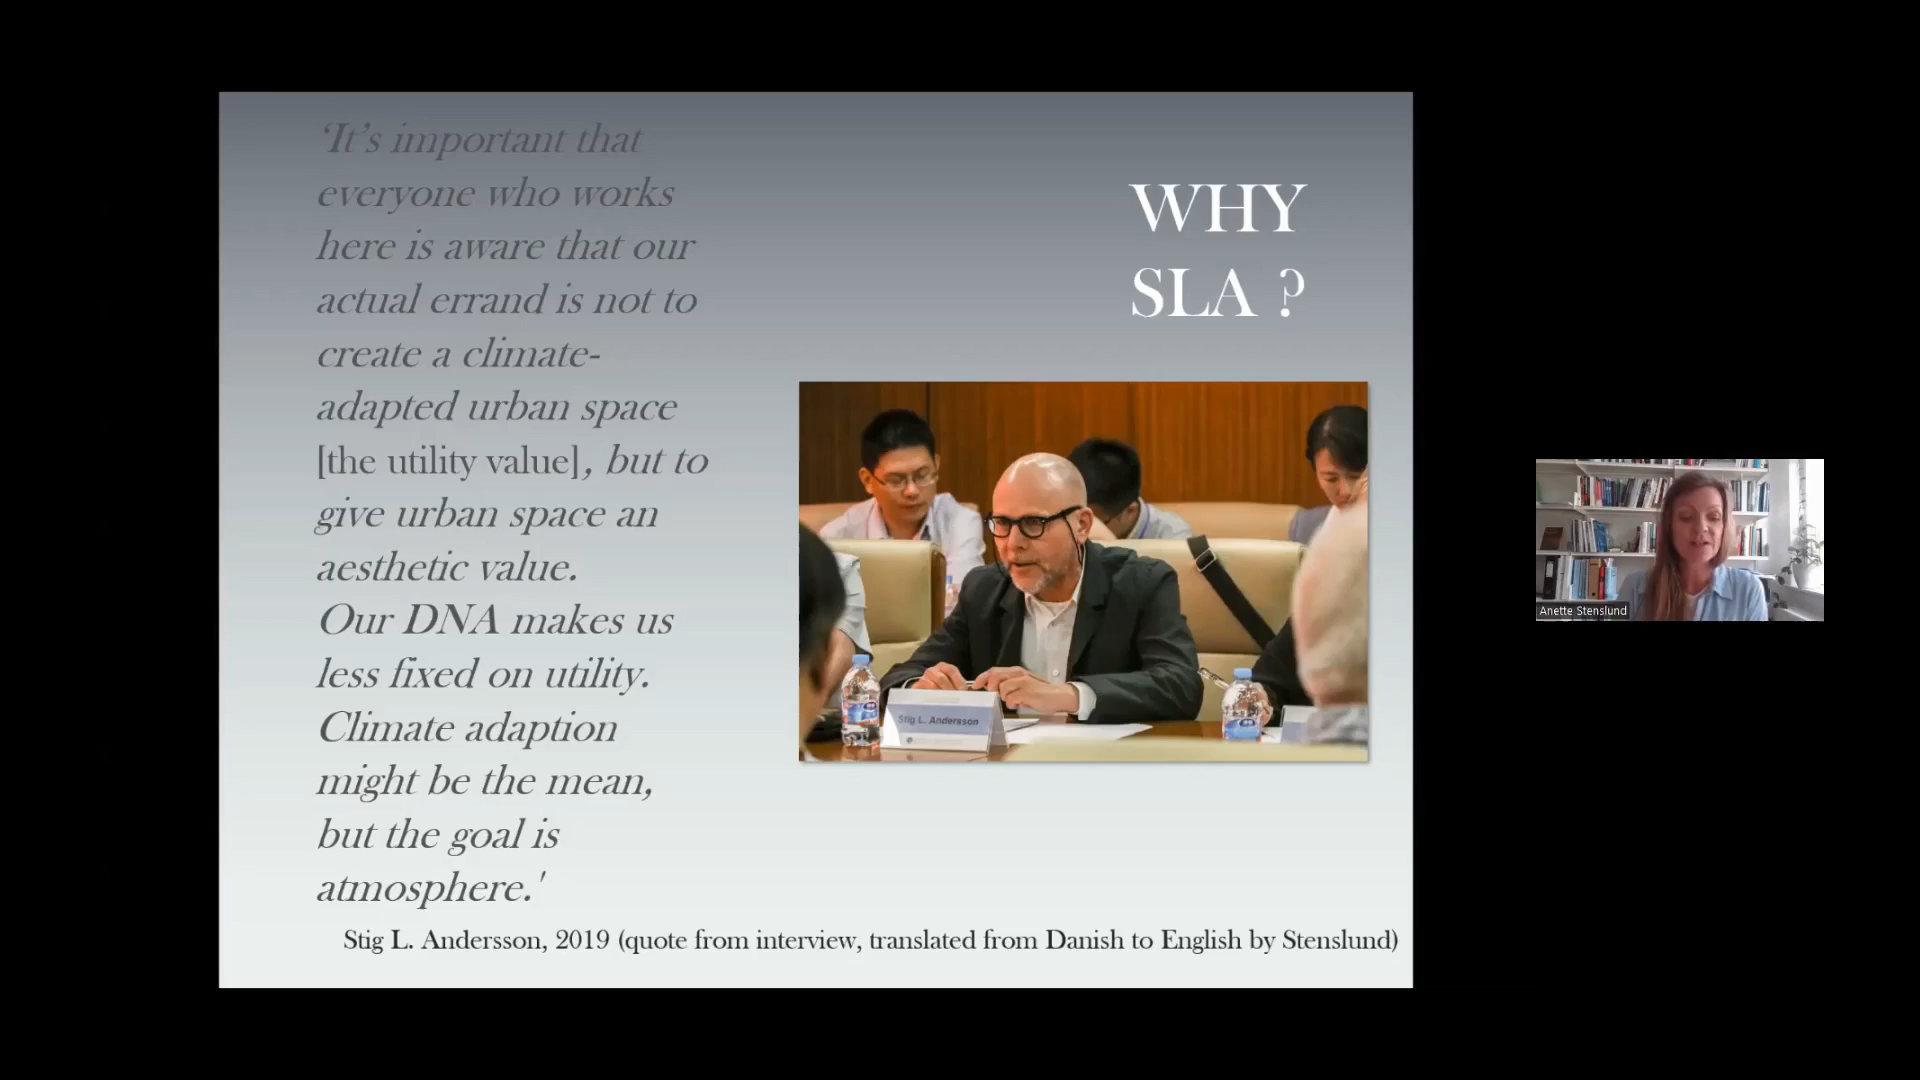 ‘It’s important that
everyone who works
here is aware that our
actual errand is not to
create a climate-
adapted urban space
[the utility value], but to
give urban space an
aesthetic value.
Our DNA makes us
less fixed on utility.
Climate adaption
might be the mean,
but the goal is
atmosphere.'
WHY
SLA ?
Stig L. Andersson
Stig L. Andersson, 2019 (quote from interview, translated from Danish to English by Stenslund)
Anette Stenslund